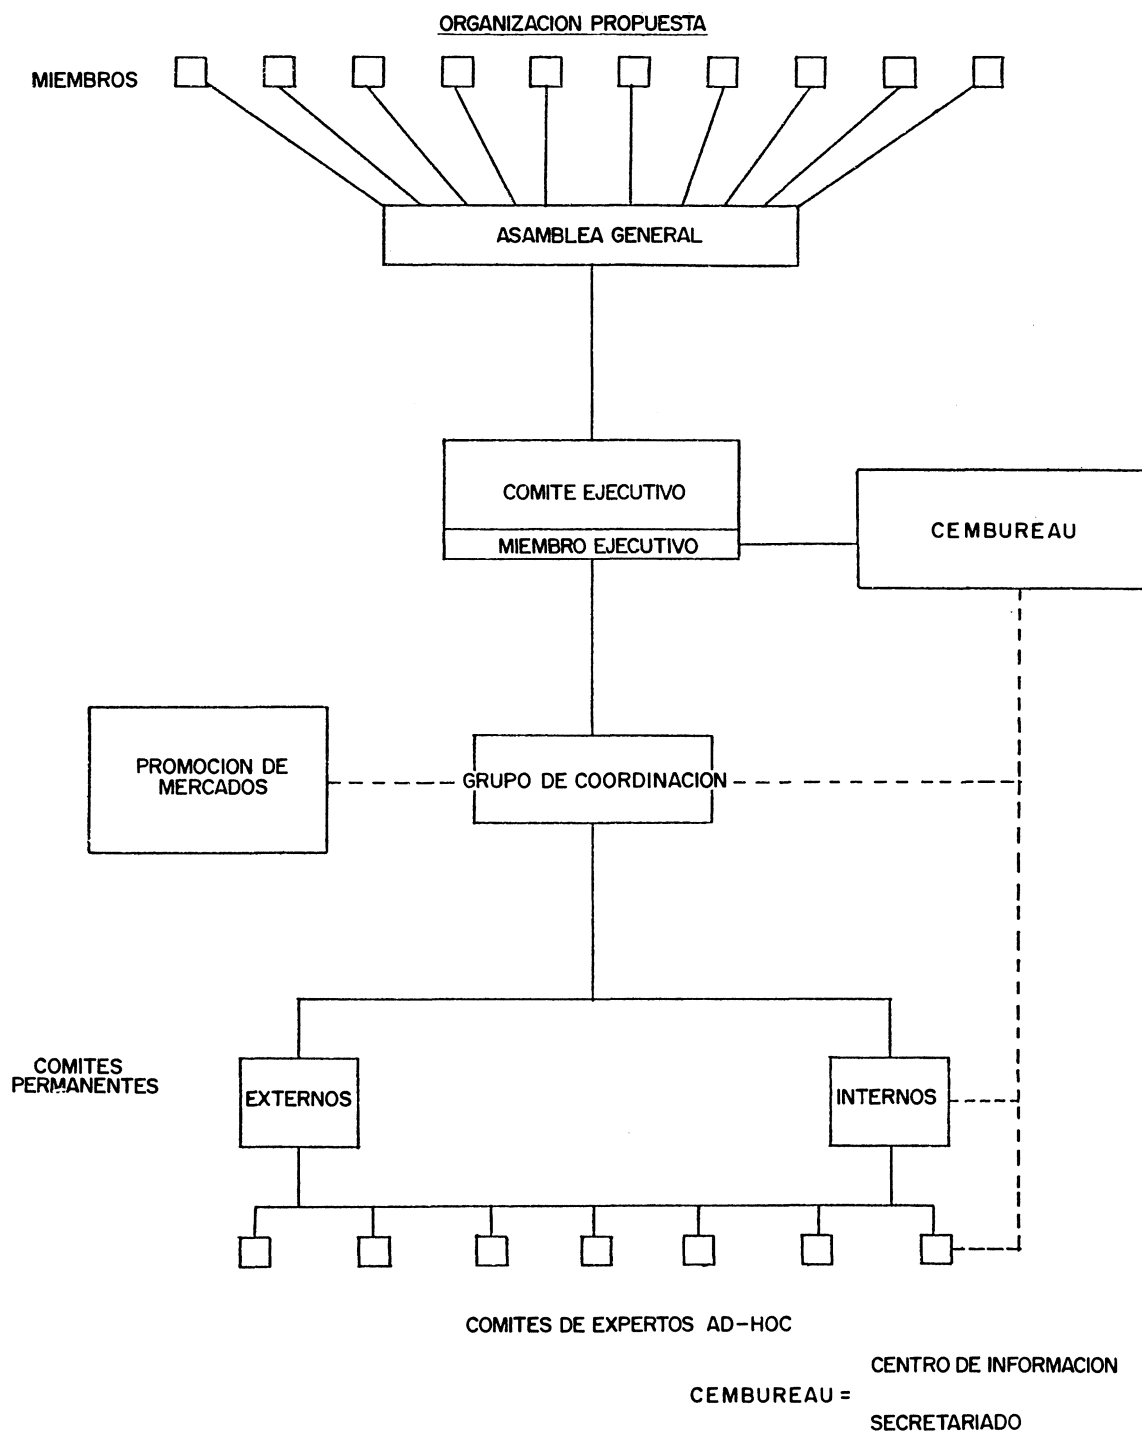 ORGANIZACION PROPUESTA
MIEMBROS
ASAMBLEA GENERAL
COMITE EJECUTIVO
MIEMBRO EJECUTIVO
CEMBUREAU
PROMOCION DE
MERCADOS
GRUPO DE COORDINACION
COMITES
PERMANENTES
EXTERNOS
INTERNOS
COMITES DE EXPERTOS AD-HOC
CENTRO DE INFORMACION
CEMBUREAU =
SECRETARIADO